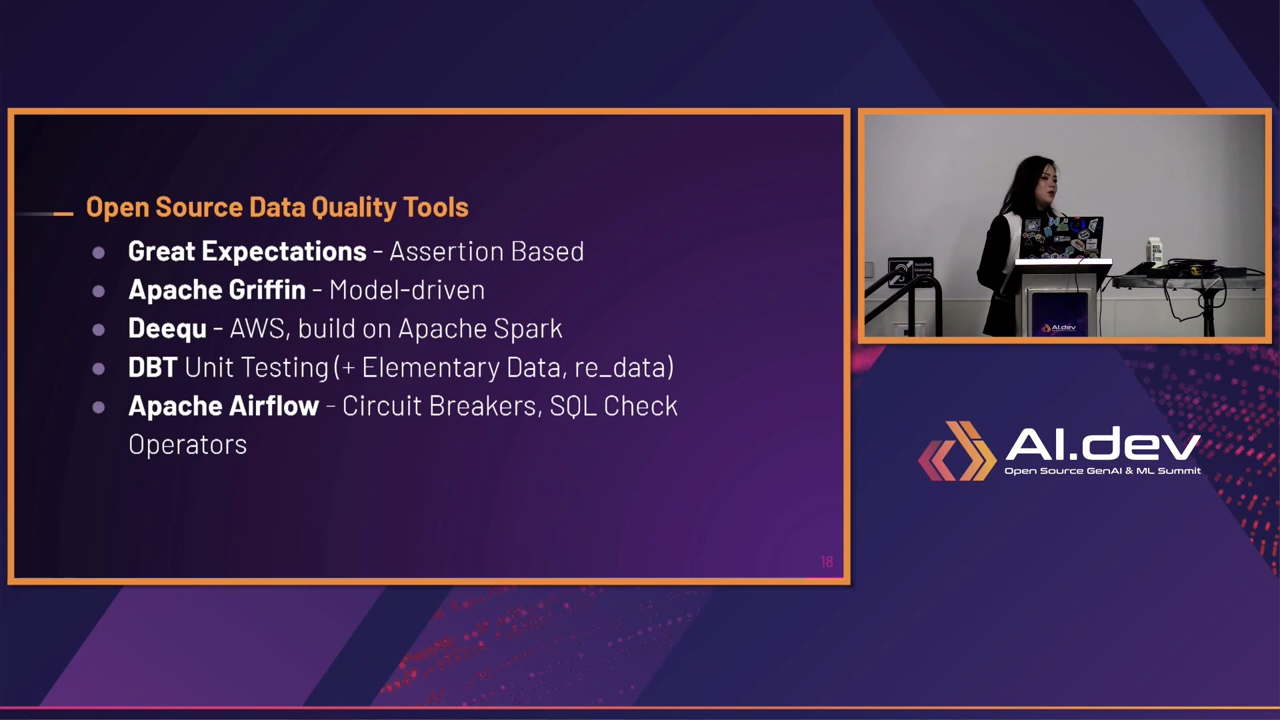 Open Source Data Quality Tools
Great Expectations - Assertion Based
Apache Griffin - Model-driven
Deequ - AWS, build on Apache Spark
DBT Unit Testing (+ Elementary Data, re_data)
Apache Airflow - Circuit Breakers, SQL Check
Operators
18
AI.dev
AI.dev
Open Source GenAI & ML Summit